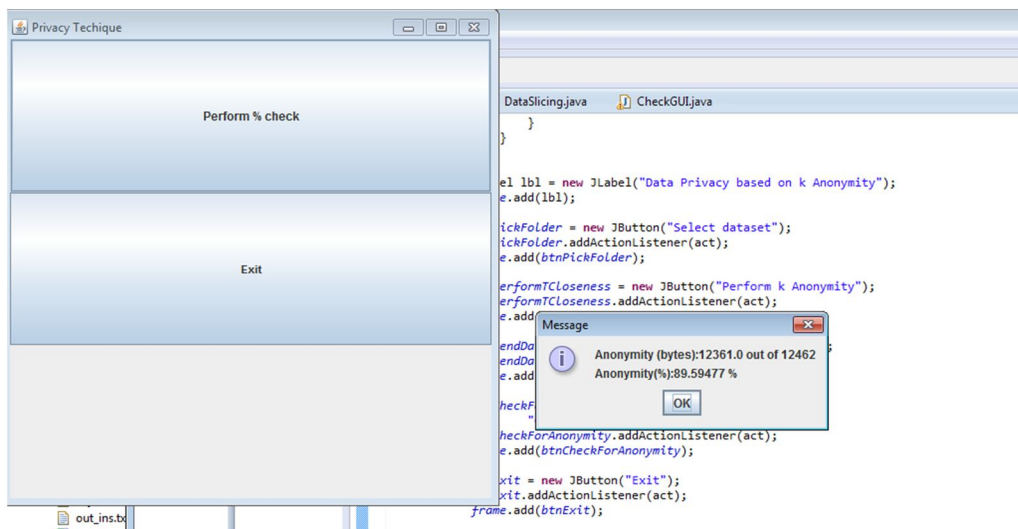 Privacy Techique
Perform % check
Exit
out_ins.tx
DataSlicing.java
CheckGUI.java
}
}
el lbl = new JLabel("Data Privacy based on k Anonymity");
e.add(lbl);
ickFolder = new JButton("Select dataset");
ickFolder.addActionListener(act);
e.add(btnPickFolder);
erformTCloseness = new JButton("Perform k Anonymity");
erformTCloseness.addActionListener(act);
e.add
endDa
endDa
e.add
heckF
"
heckForAnonymity.addActionListener(act);
e.add(btnCheckForAnonymity);
xit = new JButton("Exit");
xit.addActionListener(act);
frame.add(btnExit);
Message
Anonymity (bytes):12361.0 out of 12462
Anonymity(%):89.59477 %
OK